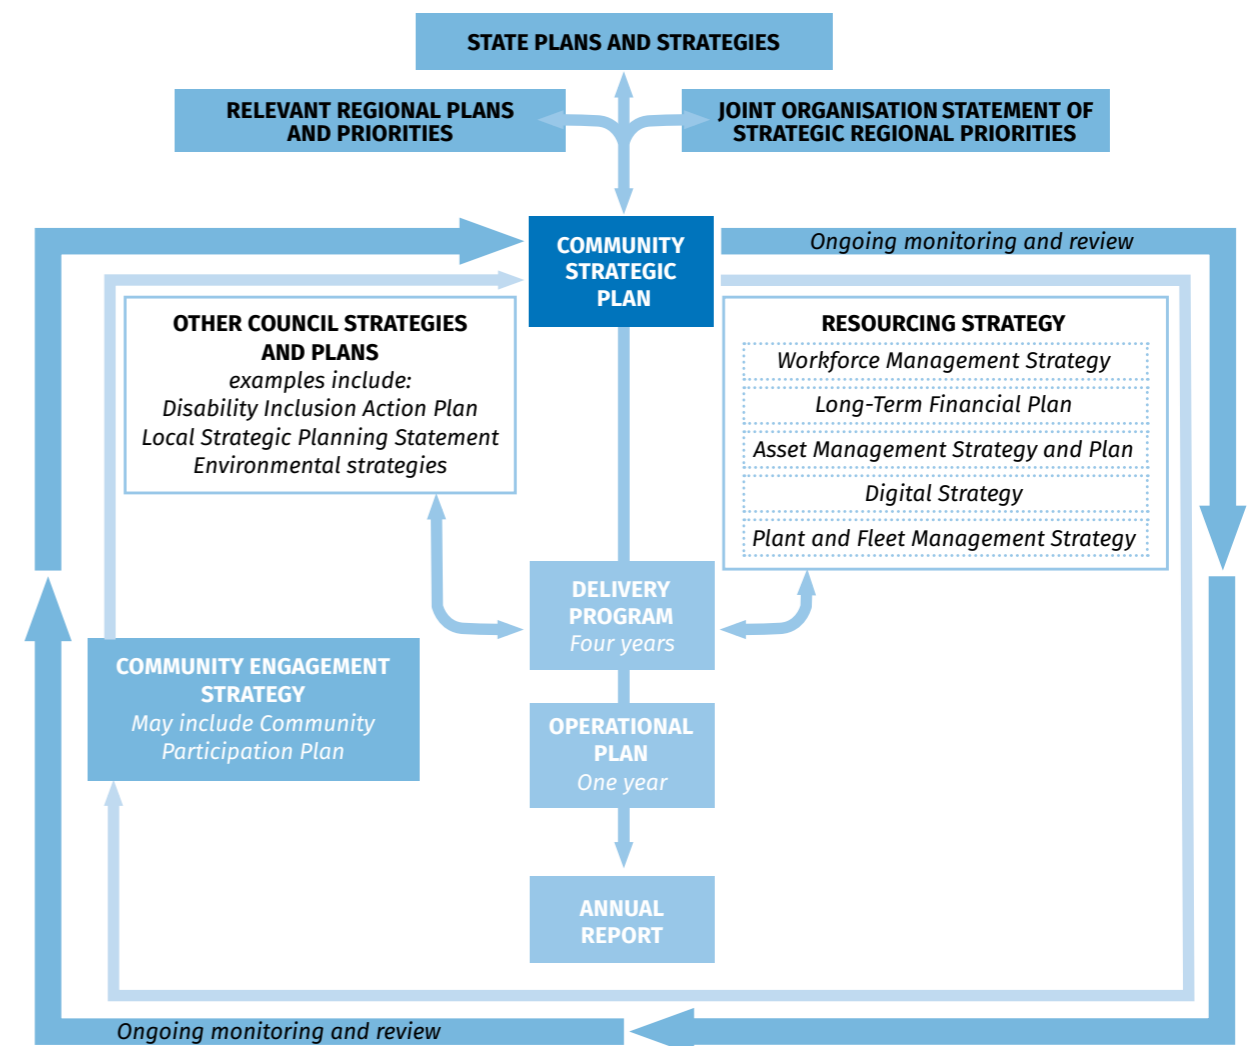 STATE PLANS AND STRATEGIES
RELEVANT REGIONAL PLANS
AND PRIORITIES
JOINT ORGANISATION STATEMENT OF
STRATEGIC REGIONAL PRIORITIES
COMMUNITY
STRATEGIC
PLAN
Ongoing monitoring and review
OTHER COUNCIL STRATEGIES
AND PLANS
examples include:
Disability Inclusion Action Plan
Local Strategic Planning Statement
Environmental strategies
RESOURCING STRATEGY
Workforce Management Strategy
Long-Term Financial Plan
Asset Management Strategy and Plan
Digital Strategy
Plant and Fleet Management Strategy
DELIVERY
PROGRAM
Four years
COMMUNITY ENGAGEMENT
STRATEGY
May include Community
Participation Plan
OPERATIONAL
PLAN
One year
ANNUAL
REPORT
Ongoing monitoring and review